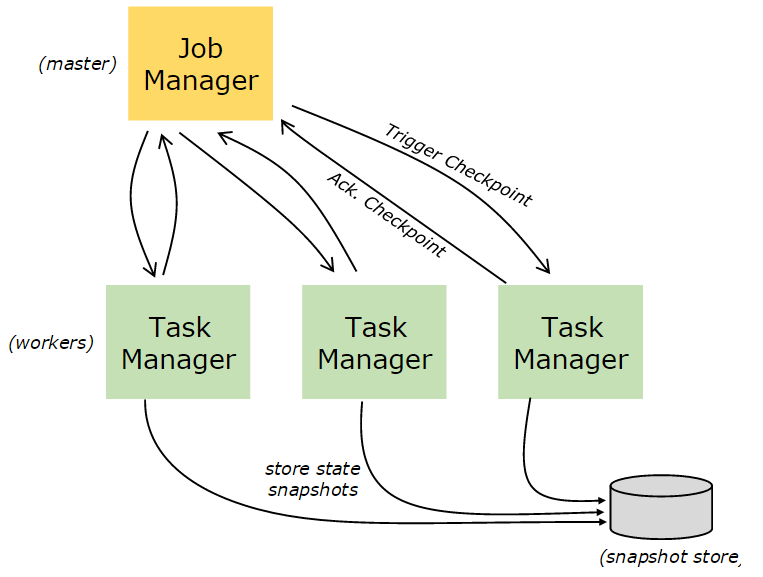 Job
Manager
(master)
Trigger Checkpoint
Ack. Checkpoint
(workers)
Task
Manager
Task
Manager
Task
Manager
store state
snapshots
(snapshot store)